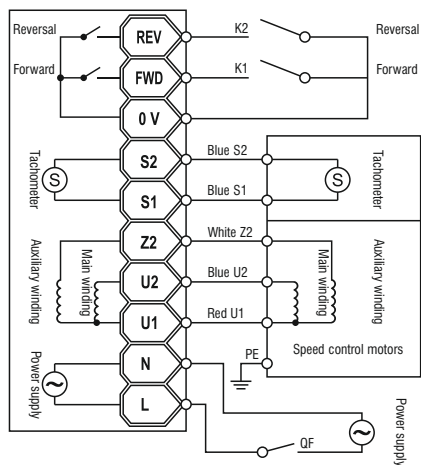 Reversal
REV
K2
Reversal
Forward
FWD
K1
Forward
0 V
Tachometer
S
S2
Blue S2
S
Tachometer
S1
Blue S1
Z2
White Z2
Auxiliary winding
Main winding
U2
Blue U2
Main winding
Auxiliary winding
U1
Red U1
Speed control motors
Power supply
N
PE
L
QF
Power supply